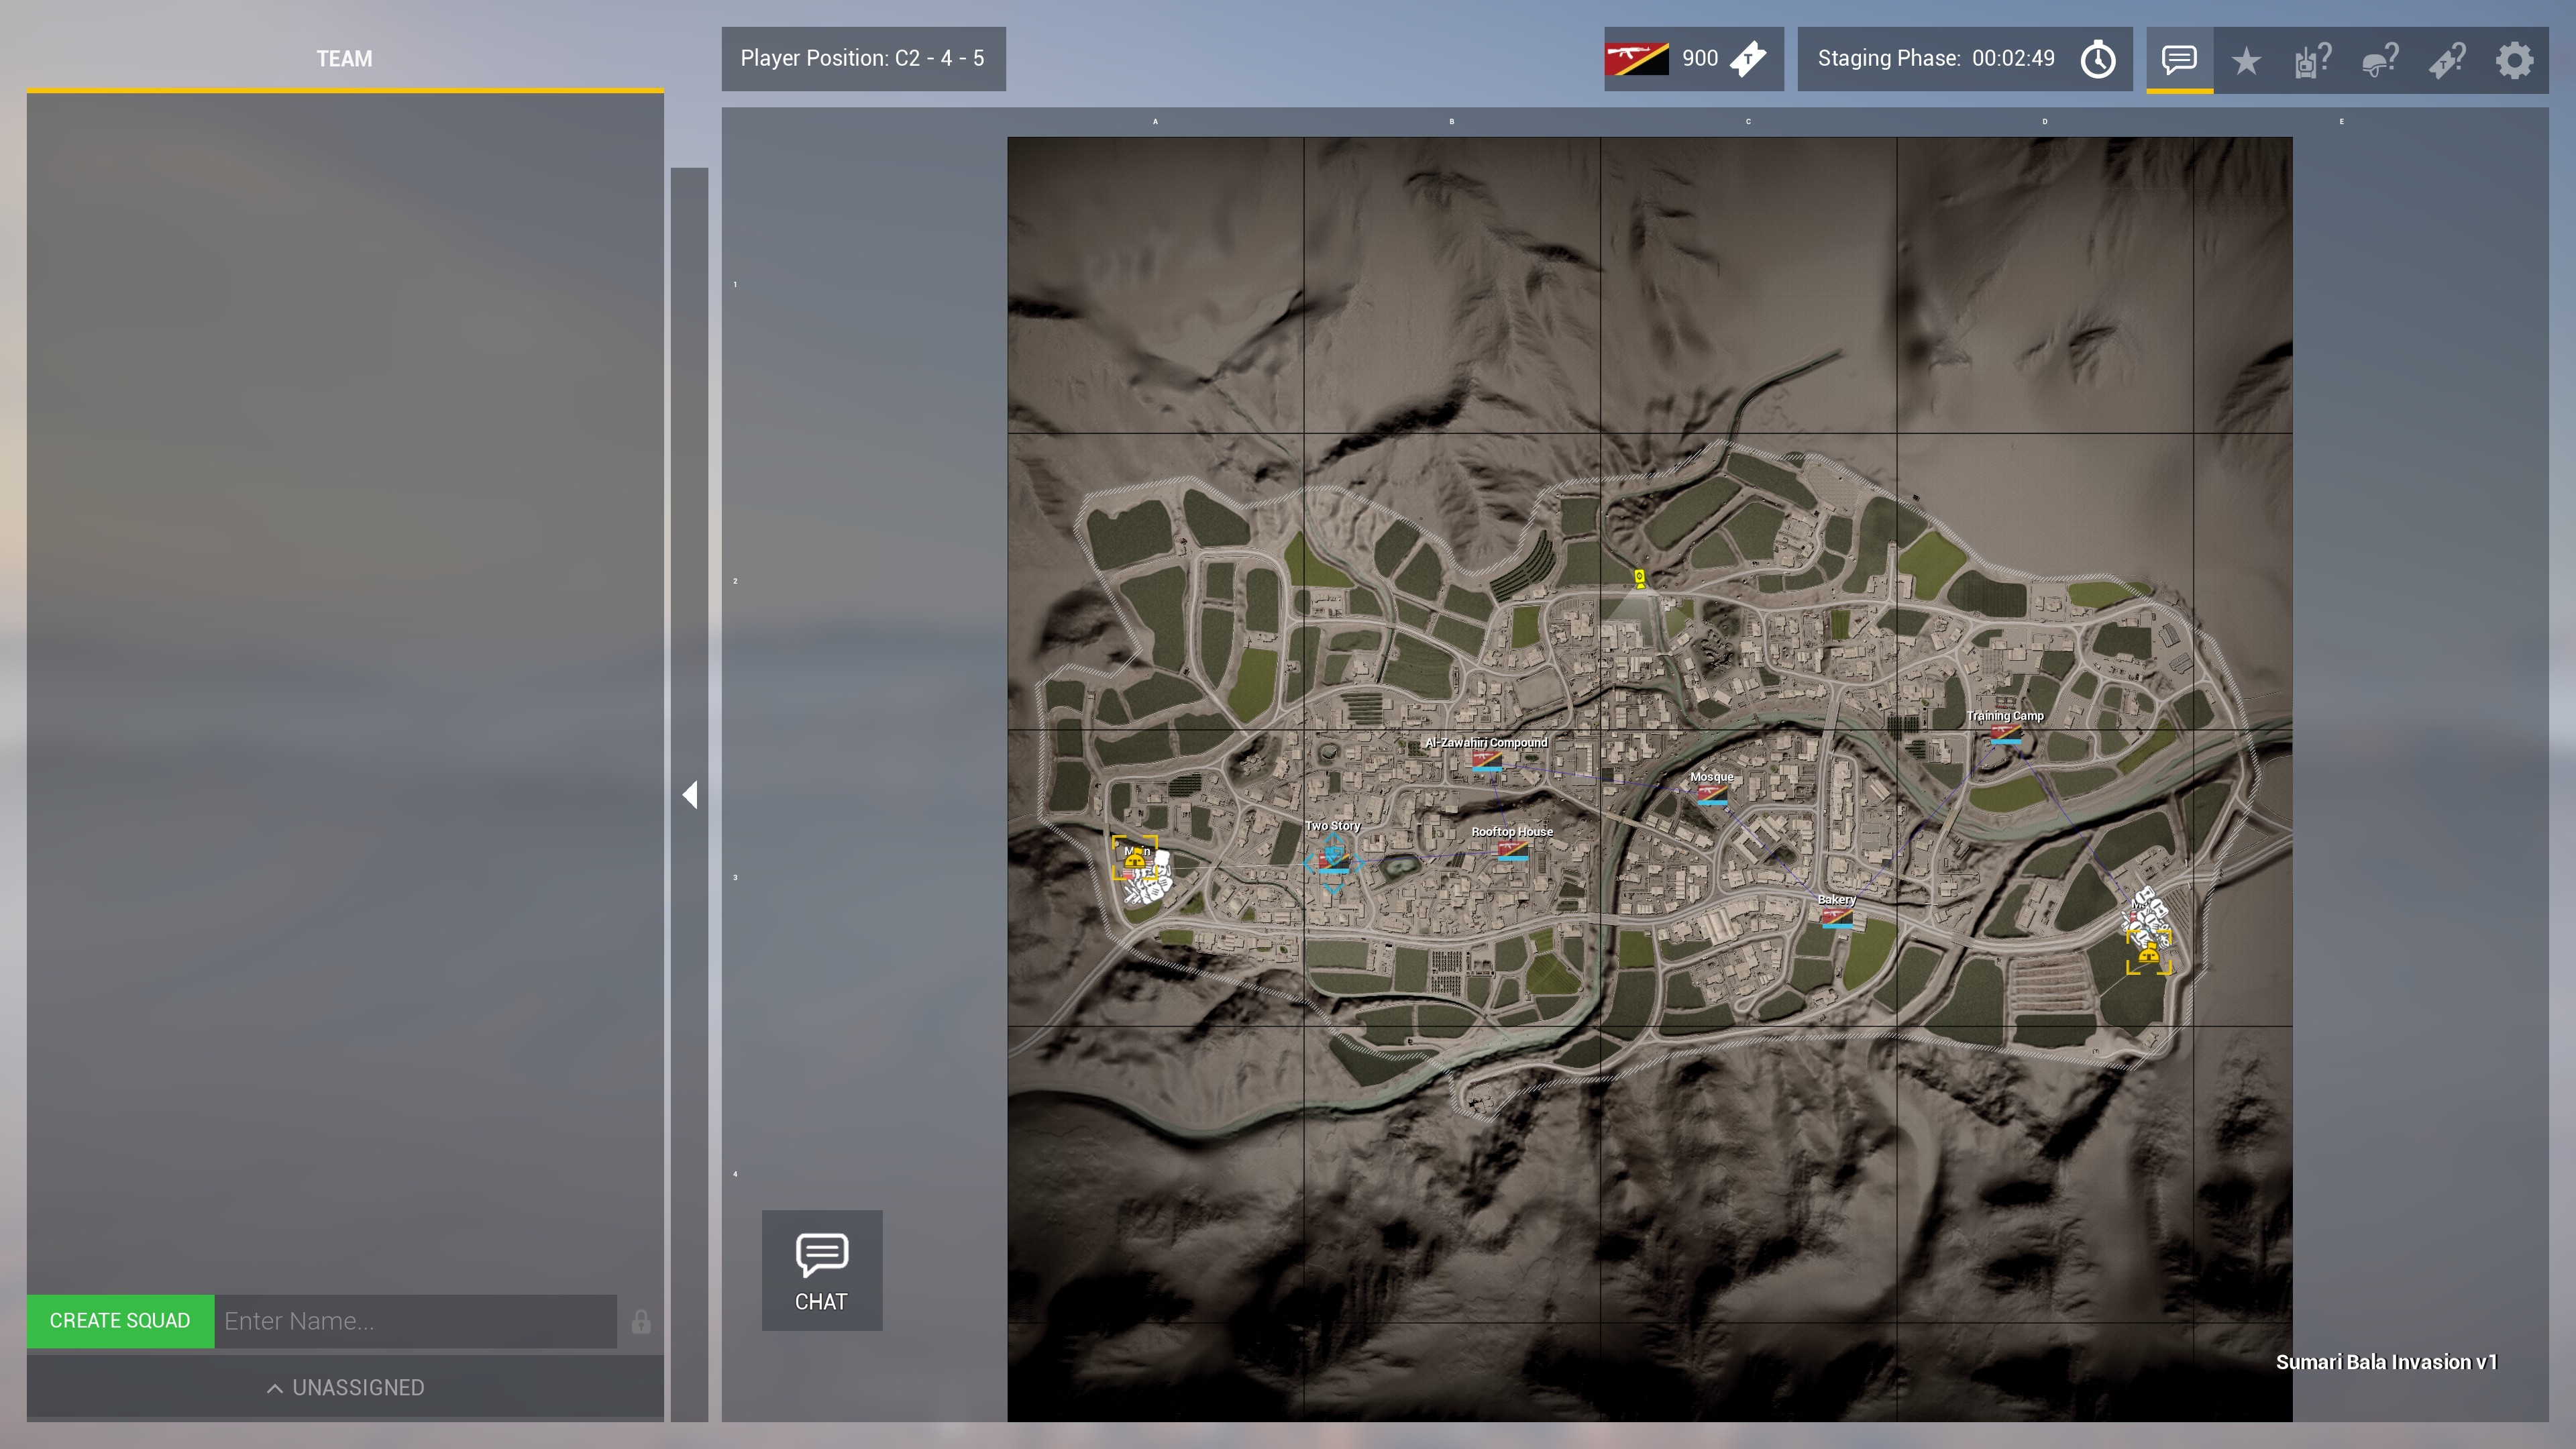 TEAM
Player Position: C2 - 4 - 5
900
T
Staging Phase: 00:02:49
? ? T ?
A B C D E
1
2
3
4
Training Camp
Al-Zawahiri Compound
Mosque
Two Story
Rooftop House
Bakery
CHAT
CREATE SQUAD
Enter Name...
UNASSIGNED
Sumari Bala Invasion v1